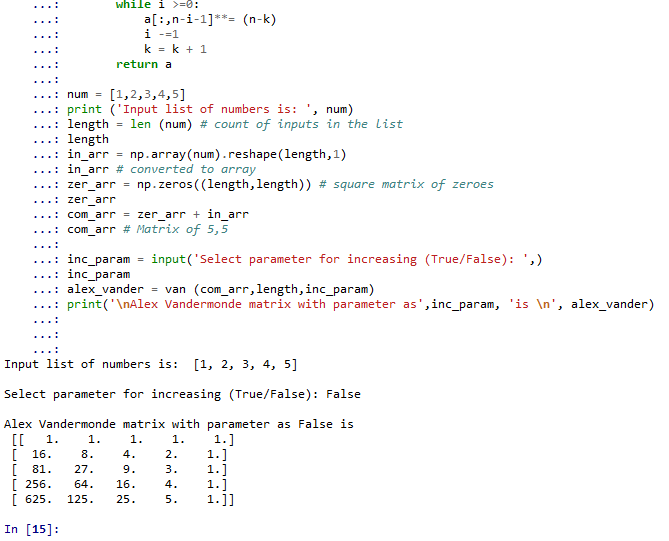 ...:         while i >=0:
...:             a[:,n-i-1]**= (n-k)
...:             i -=1
...:             k = k + 1
...:         return a
...:
...: num = [1,2,3,4,5]
...: print ('Input list of numbers is: ', num)
...: length = len (num) # count of inputs in the list
...: length
...: in_arr = np.array(num).reshape(length,1)
...: in_arr # converted to array
...: zer_arr = np.zeros((length,length)) # square matrix of zeroes
...: zer_arr
...: com_arr = zer_arr + in_arr
...: com_arr # Matrix of 5,5
...:
...: inc_param = input('Select parameter for increasing (True/False): ',)
...: inc_param
...: alex_vander = van (com_arr,length,inc_param)
...: print('\nAlex Vandermonde matrix with parameter as',inc_param, 'is \n', alex_vander)
...:
...:
...:
Input list of numbers is:  [1, 2, 3, 4, 5]
Select parameter for increasing (True/False): False
Alex Vandermonde matrix with parameter as False is
[[   1.    1.    1.    1.    1.]
[  16.    8.    4.    2.    1.]
[  81.   27.    9.    3.    1.]
[ 256.   64.   16.    4.    1.]
[ 625.  125.   25.    5.    1.]]
In [15]: